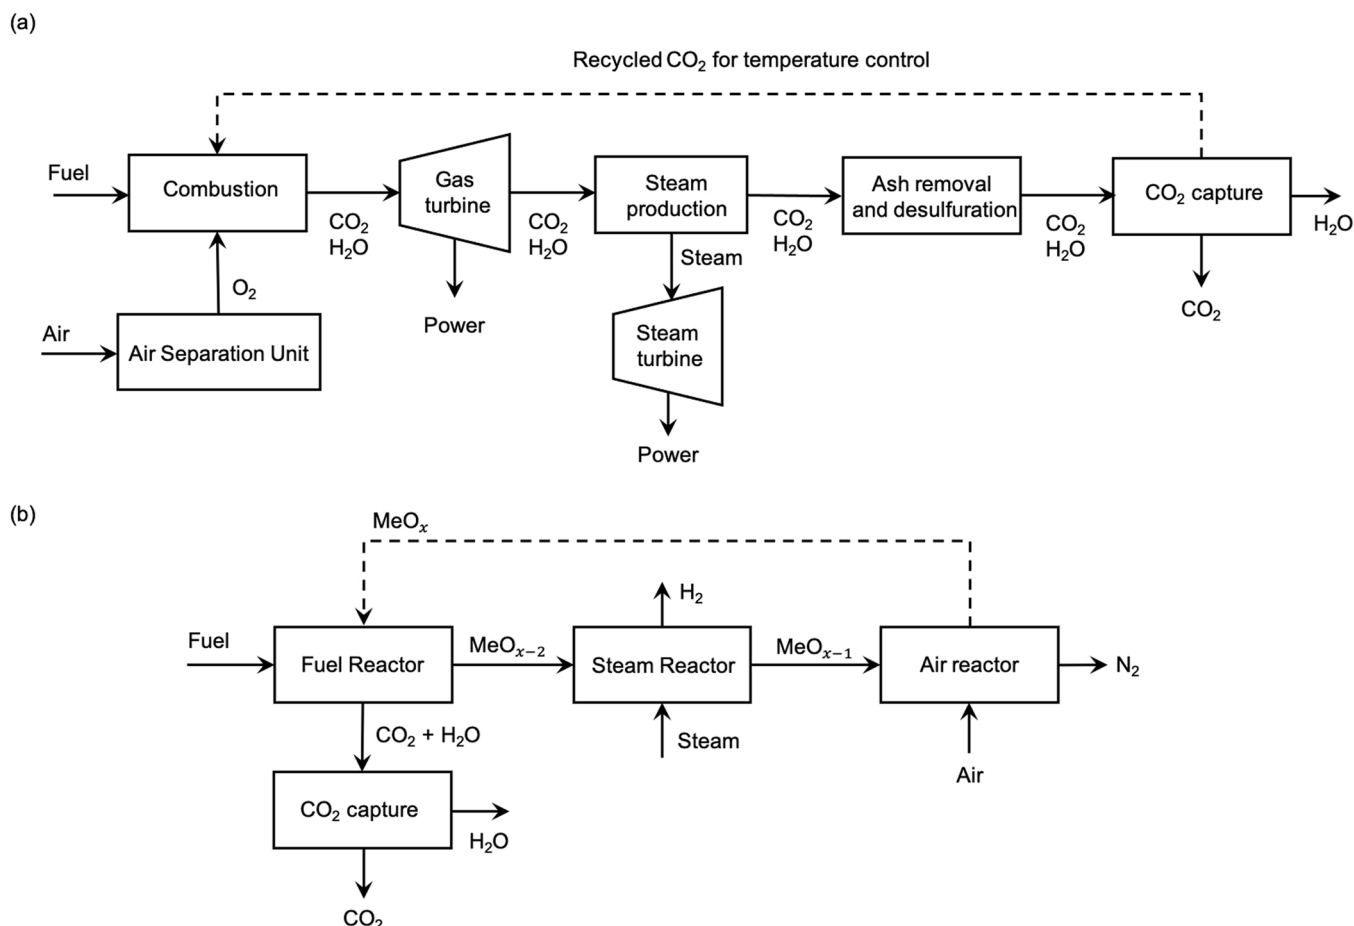 (a)
Recycled CO₂ for temperature control
Fuel
Combustion
CO₂
H₂O
Gas
turbine
CO₂
H₂O
Steam
production
CO₂
H₂O
Ash removal
and desulfuration
CO₂
H₂O
CO₂ capture
H₂O
O₂
Steam
CO₂
Air
Air Separation Unit
Power
Steam
turbine
Power
(b)
MeOₓ
Fuel
Fuel Reactor
MeOₓ₋₂
H₂
Steam Reactor
MeOₓ₋₁
Air reactor
N₂
CO₂ + H₂O
Steam
Air
CO₂ capture
H₂O
CO₂